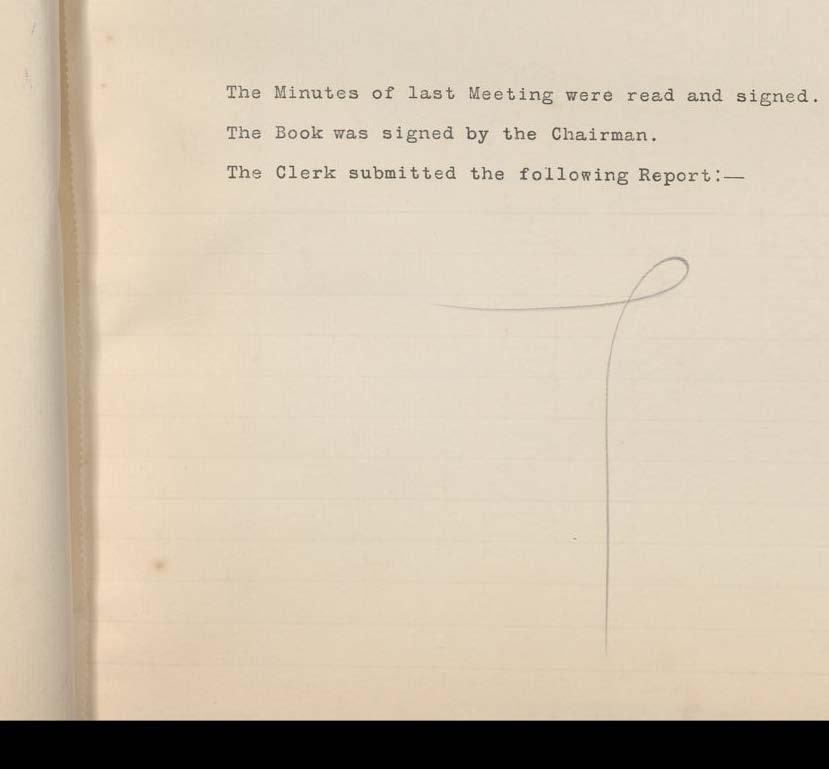 The Minutes of last Meeting were read and signed.
The Book was signed by the Chairman.
The Clerk submitted the following Report:—